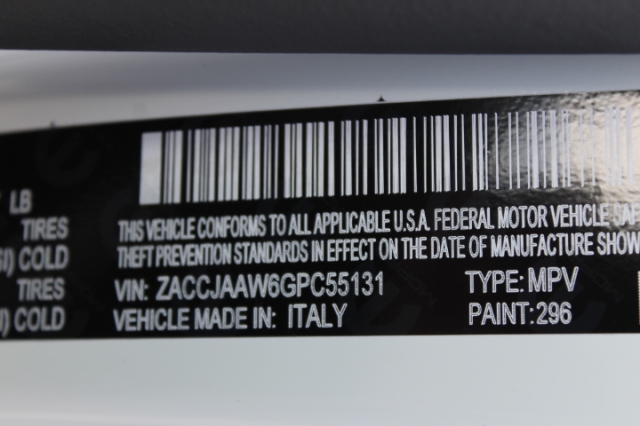 LB
TIRES
COLD
TIRES
COLD
THIS VEHICLE CONFORMS TO ALL APPLICABLE U.S.A. FEDERAL MOTOR VEHICLE
THEFT PREVENTION STANDARDS IN EFFECT ON THE DATE OF MANUFACTURE SHOW
VIN: ZACCJAAW6GPC55131 TYPE: MPV
VEHICLE MADE IN: ITALY PAINT: 296